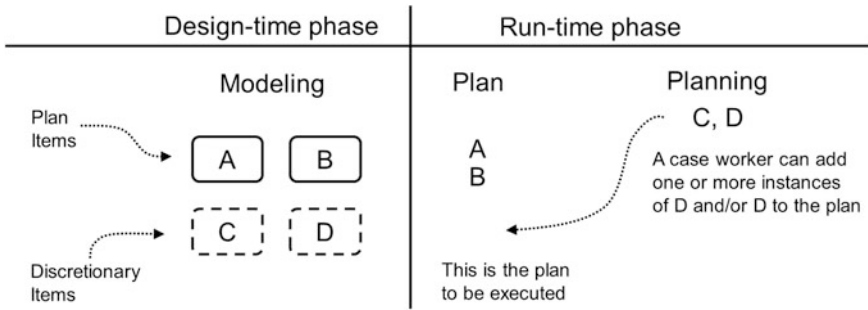 Design-time phase
Run-time phase
Modeling
Plan
Planning
Plan
Items
A
B
C
D
Discretionary
Items
A
B
C, D
A case worker can add
one or more instances
of D and/or D to the plan
This is the plan
to be executed